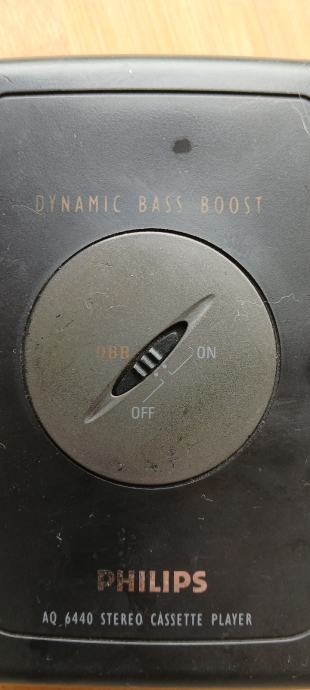 DYNAMIC BASS BOOST
DBB
ON
OFF
PHILIPS
AQ 6440 STEREO CASSETTE PLAYER